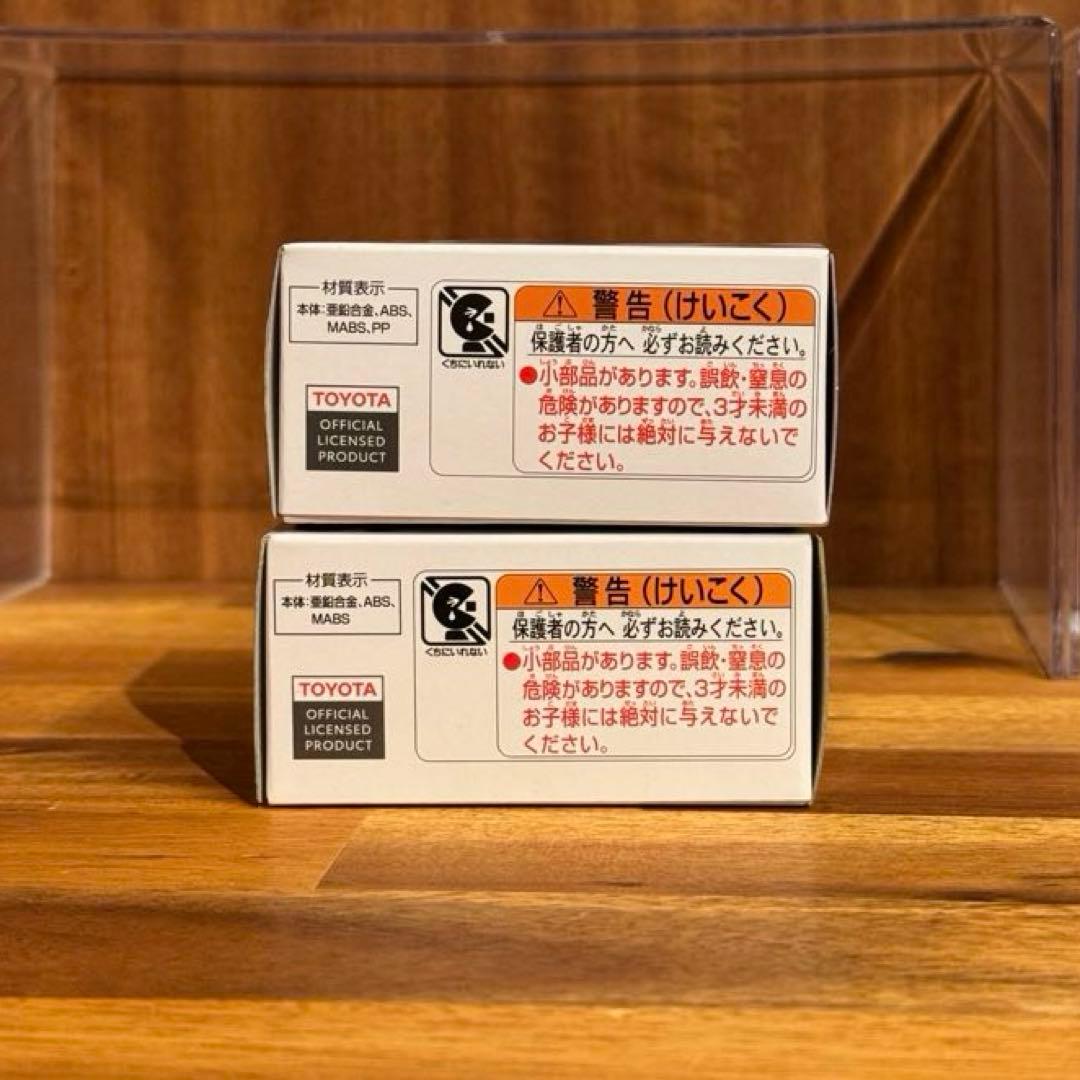 材質表示
本体:亜鉛合金、ABS、
MABS、PP
TOYOTA
OFFICIAL
LICENSED
PRODUCT
くちにいれない
警告(けいこく)
保護者の方へ 必ずお読みください。
●小部品があります。誤飲・窒息の
危険がありますので、3才未満の
お子様には絶対に与えないで
ください。
材質表示
本体:亜鉛合金、ABS、
MABS
TOYOTA
OFFICIAL
LICENSED
PRODUCT
くちにいれない
警告(けいこく)
保護者の方へ 必ずお読みください。
●小部品があります。誤飲・窒息の
危険がありますので、3才未満の
お子様には絶対に与えないで
ください。